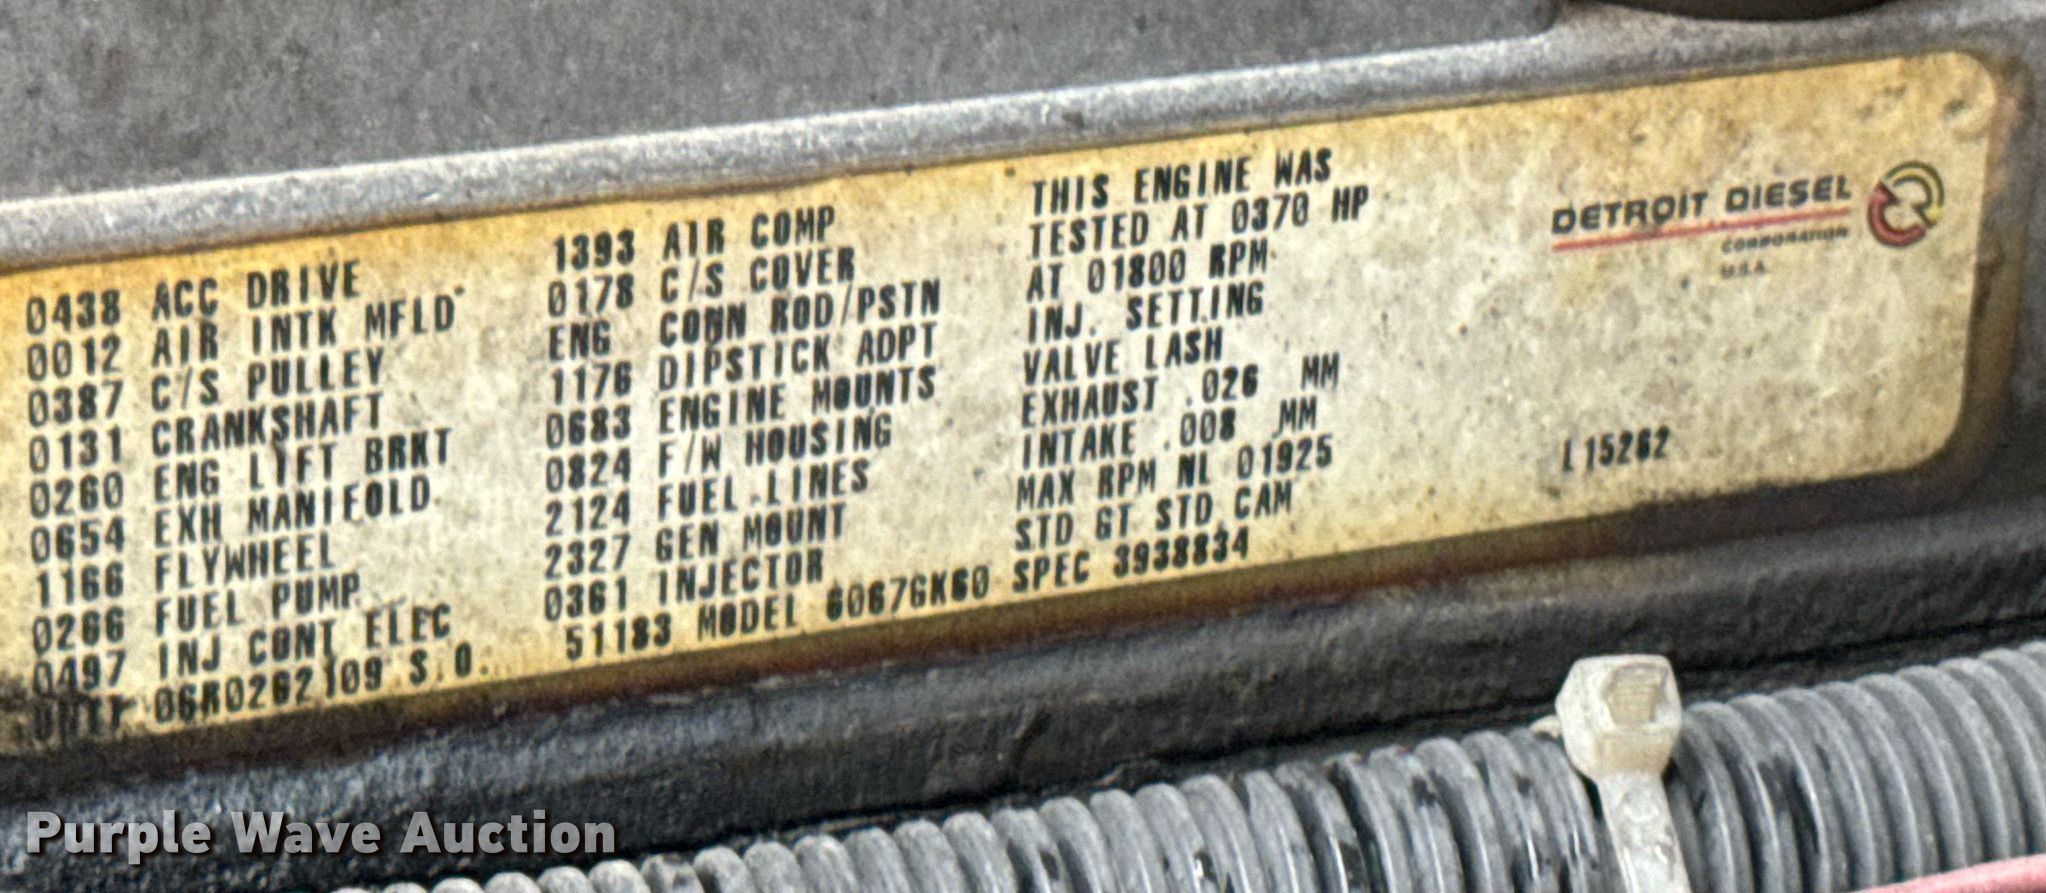 0438 ACC DRIVE
0012 AIR INTK MFLD
0387 C/S PULLEY
0131 CRANKSHAFT
0260 ENG LIFT BRKT
0654 EXH MANIFOLD
1166 FLYWHEEL
0266 FUEL PUMP
0497 INJ CONT ELEC
UNIT 06R0262109 S.O. 51183 MODEL 6067GK60 SPEC 3938834
1393 AIR COMP
0178 C/S COVER
ENG CONN ROD/PSTN
1176 DIPSTICK ADPT
0683 ENGINE MOUNTS
0824 F/W HOUSING
2124 FUEL LINES
2327 GEN MOUNT
0361 INJECTOR
THIS ENGINE WAS
TESTED AT 0370 HP
AT 01800 RPM
INJ. SETTING
VALVE LASH
EXHAUST .026 MM
INTAKE .008 MM
MAX RPM NL 01925
STD GT STD CAM
DETROIT DIESEL
CORPORATION
U.S.A.
L15262
Purple Wave Auction